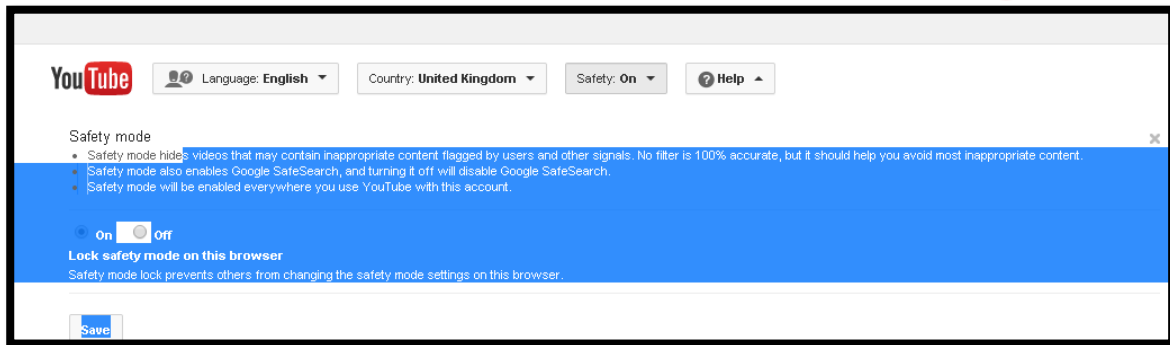 YouTube Language: English Country: United Kingdom Safety: On Help
Safety mode
Safety mode hides videos that may contain inappropriate content flagged by users and other signals. No filter is 100% accurate, but it should help you avoid most inappropriate content.
Safety mode also enables Google SafeSearch, and turning it off will disable Google SafeSearch.
Safety mode will be enabled everywhere you use YouTube with this account.
On Off
Lock safety mode on this browser
Safety mode lock prevents others from changing the safety mode settings on this browser.
Save